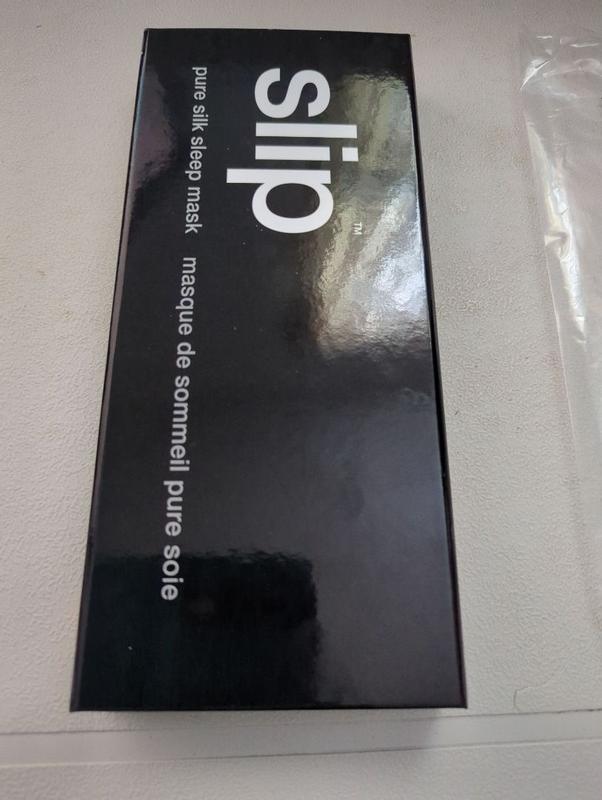 slip™
pure silk sleep mask masque de sommeil pure soie